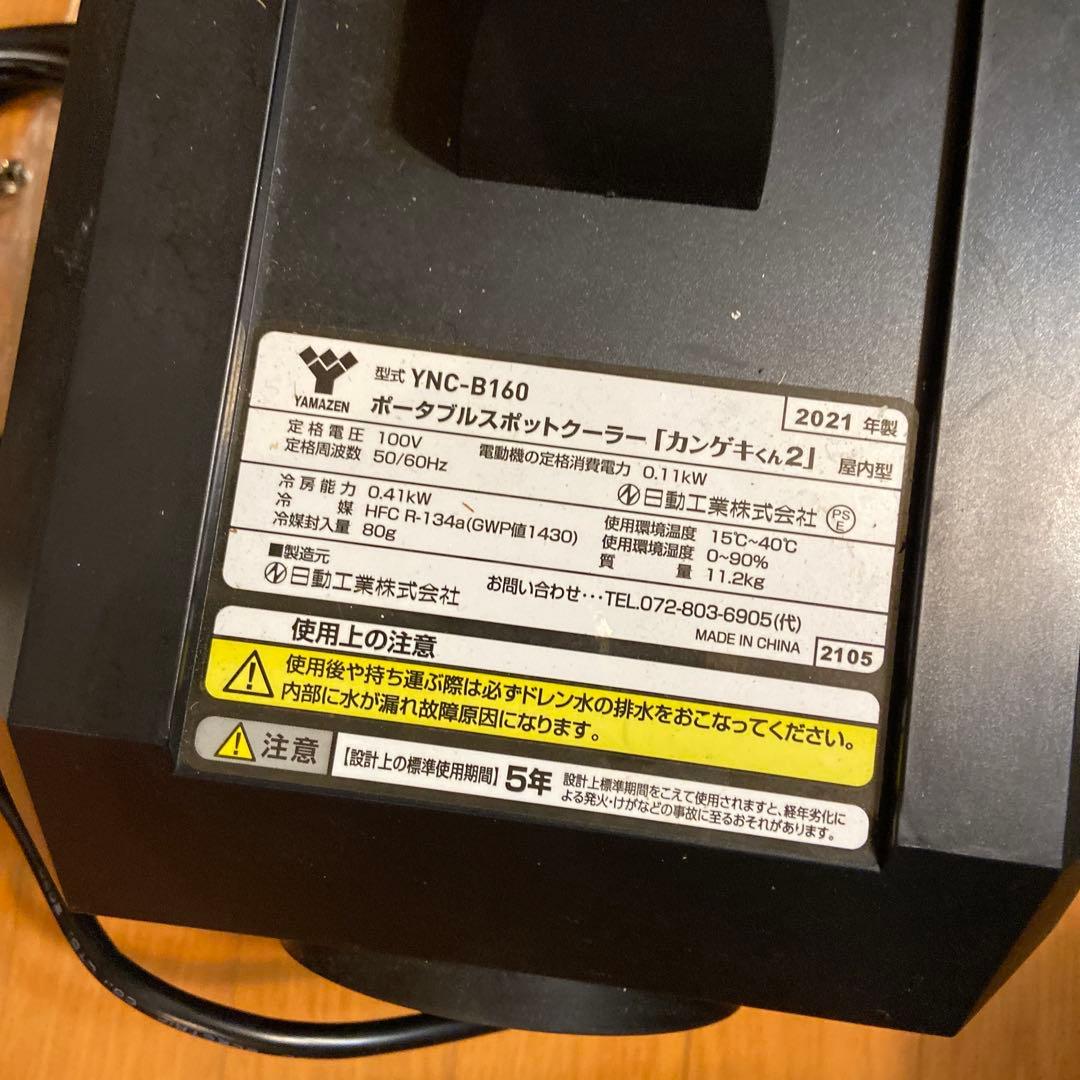 YAMAZEN
型式 YNC-B160
2021 年製
ポータブルスポットクーラー「カンゲキくん2」 屋内型
定格電圧 100V
定格周波数 50/60Hz
電動機の定格消費電力 0.11kW
日動工業株式会社 PSE
冷房能力 0.41kW
冷媒 HFC R-134a(GWP値1430)
冷媒封入量 80g
使用環境温度 15℃~40℃
使用環境湿度 0~90%
質量 11.2kg
■製造元
日動工業株式会社
お問い合わせ･･･TEL.072-803-6905(代)
MADE IN CHINA
2105
使用上の注意
使用後や持ち運ぶ際は必ずドレン水の排水をおこなってください。
内部に水が漏れ故障原因になります。
注意
【設計上の標準使用期間】 5年
設計上標準期間をこえて使用されますと、経年劣化に
よる発火・けがなどの事故に至るおそれがあります。